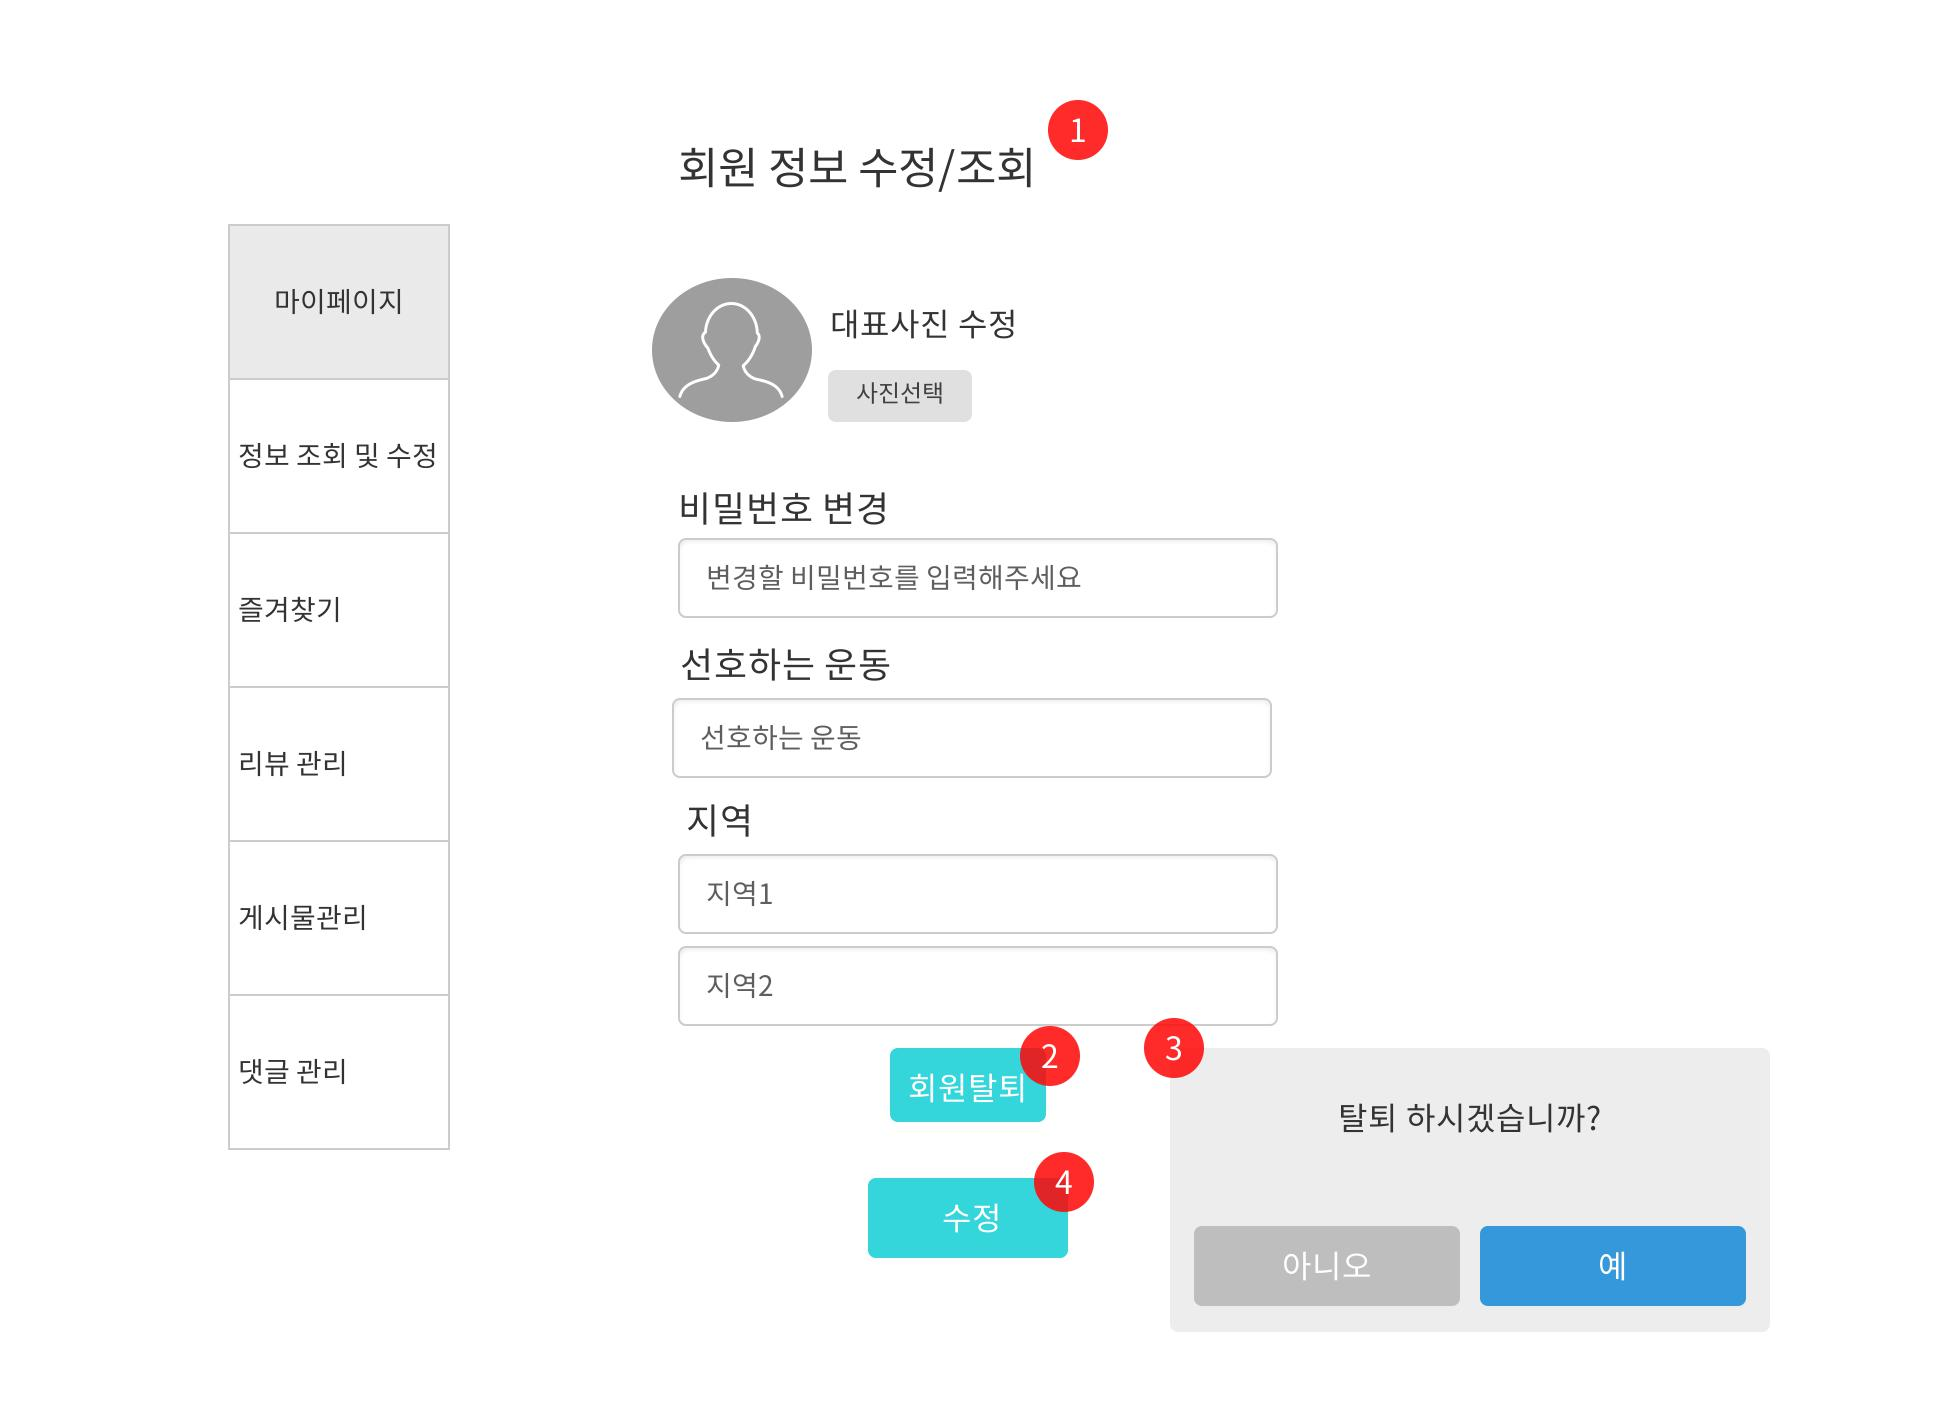 회원 정보 수정/조회
1
마이페이지
정보 조회 및 수정
즐겨찾기
리뷰 관리
게시물관리
댓글 관리
대표사진 수정
사진선택
비밀번호 변경
변경할 비밀번호를 입력해주세요
선호하는 운동
선호하는 운동
지역
지역1
지역2
회원탈퇴
2
수정
4
3
탈퇴 하시겠습니까?
아니오
예